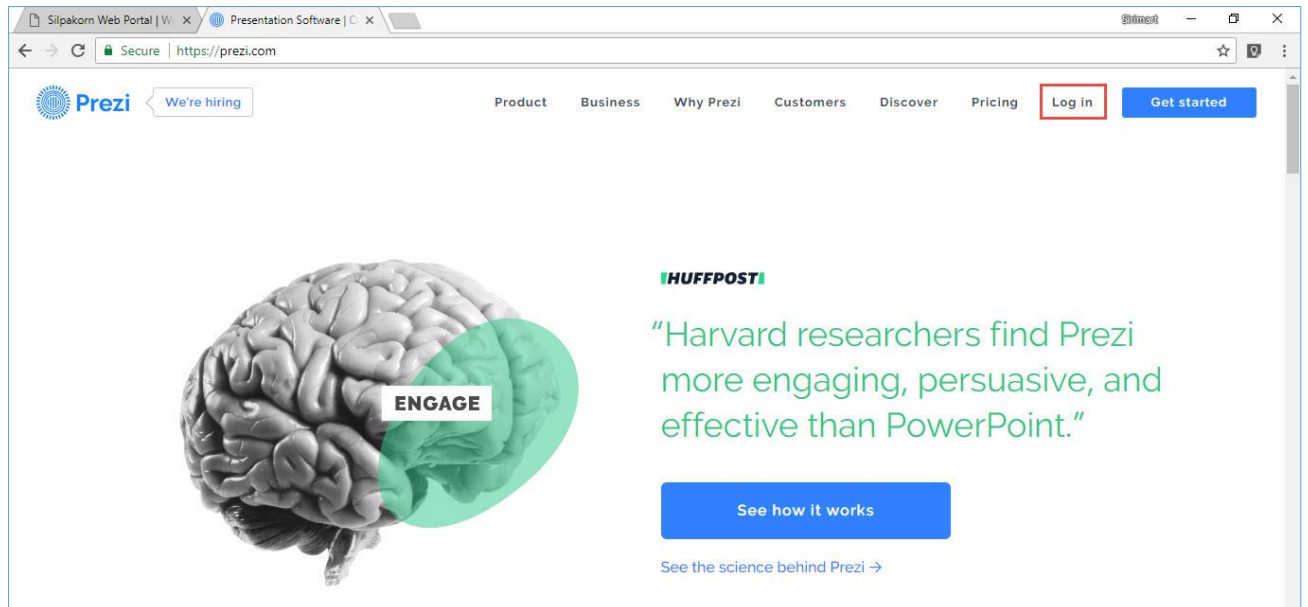 Silpakorn Web Portal | W
Presentation Software | C
Sirimart
Secure | https://prezi.com
Prezi
We're hiring
Product
Business
Why Prezi
Customers
Discover
Pricing
Log in
Get started
HUFFPOST
ENGAGE
“Harvard researchers find Prezi
more engaging, persuasive, and
effective than PowerPoint.”
See how it works
See the science behind Prezi →